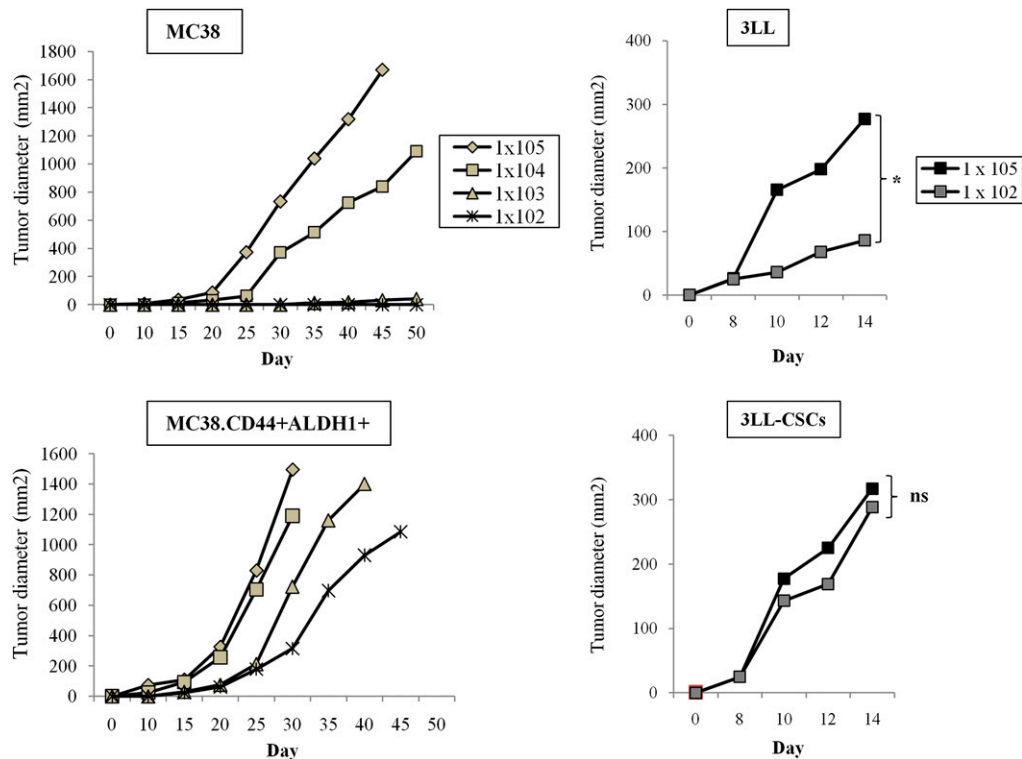 MC38
Tumor diameter (mm2)
1800
1600
1400
1200
1000
800
600
400
200
0
0 10 15 20 25 30 35 40 45 50
Day
1x105
1x104
1x103
1x102
3LL
Tumor diameter (mm2)
400
300
200
100
0
0 8 10 12 14
Day
*
1 x 105
1 x 102
MC38.CD44+ALDH1+
Tumor diameter (mm2)
1600
1400
1200
1000
800
600
400
200
0
0 10 15 20 25 30 35 40 45 50
Day
3LL-CSCs
Tumor diameter (mm2)
400
300
200
100
0
0 8 10 12 14
Day
ns